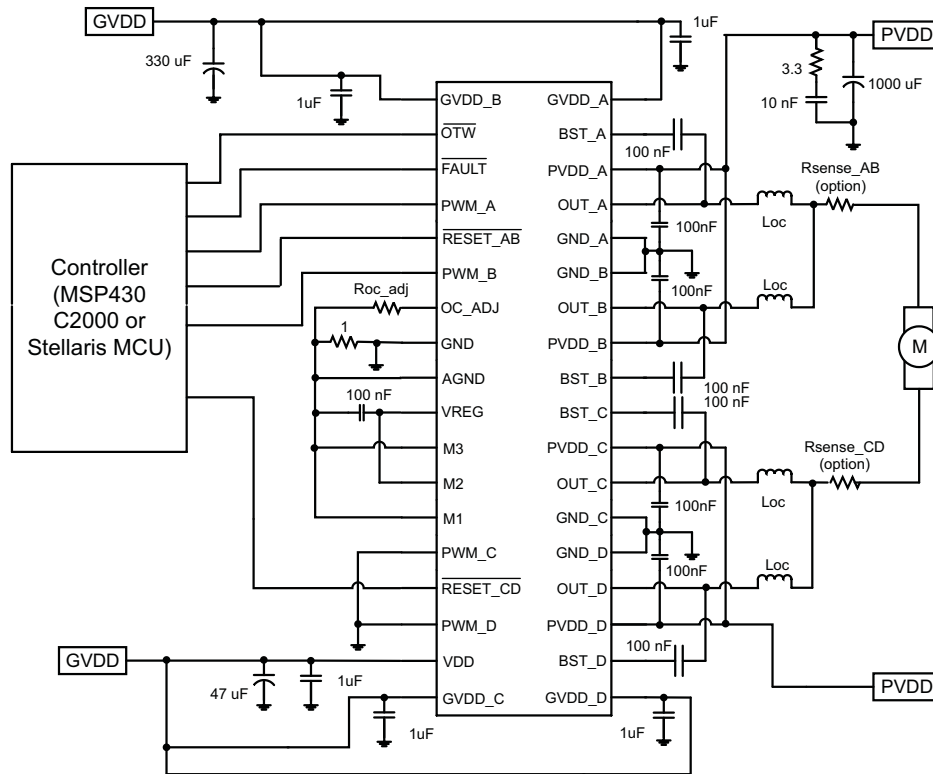 GVDD
330 uF
1uF
1uF
PVDD
3.3
10 nF
1000 uF
Controller
(MSP430
C2000 or
Stellaris MCU)
GVDD_B
OTW
FAULT
PWM_A
RESET_AB
PWM_B
OC_ADJ
GND
AGND
VREG
M3
M2
M1
PWM_C
RESET_CD
PWM_D
VDD
GVDD_C
GVDD_A
BST_A
PVDD_A
OUT_A
GND_A
GND_B
OUT_B
PVDD_B
BST_B
BST_C
PVDD_C
OUT_C
GND_C
GND_D
OUT_D
PVDD_D
BST_D
GVDD_D
Roc_adj
1
100 nF
100 nF
100nF
100nF
100 nF
100 nF
100nF
100nF
100 nF
Loc
Loc
Loc
Loc
Rsense_AB
(option)
M
Rsense_CD
(option)
GVDD
47 uF
1uF
1uF
1uF
PVDD